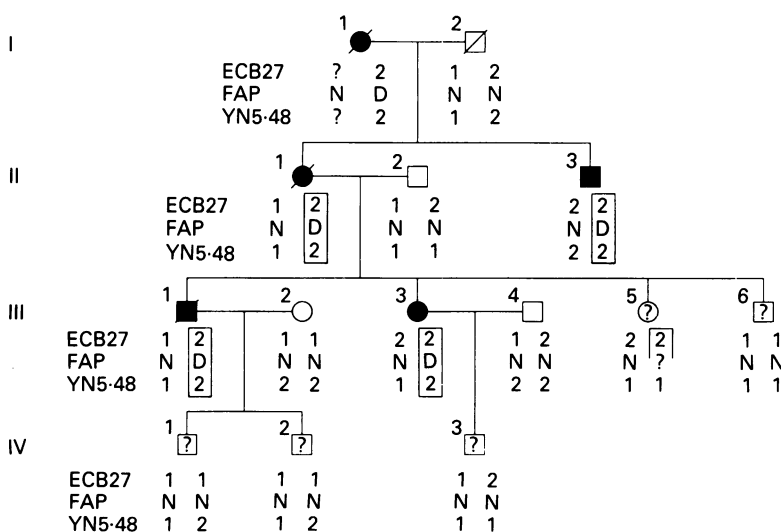 1 2
I
ECB27 ? 2 1 2
FAP N D N N
YN5·48 ? 2 1 2
1 2 3
II
ECB27 1 2 1 2 2 2
FAP N D N N N D
YN5·48 1 2 1 1 2 2
1 2 3 4 5 6
? ?
III
ECB27 1 2 1 1 2 2 1 2 2 2 1 1
FAP N D N N N D N N N ? N N
YN5·48 1 2 2 2 1 2 2 2 1 1 1 1
1 2 3
? ? ?
IV
ECB27 1 1 1 1 1 2
FAP N N N N N N
YN5·48 1 2 1 2 1 1